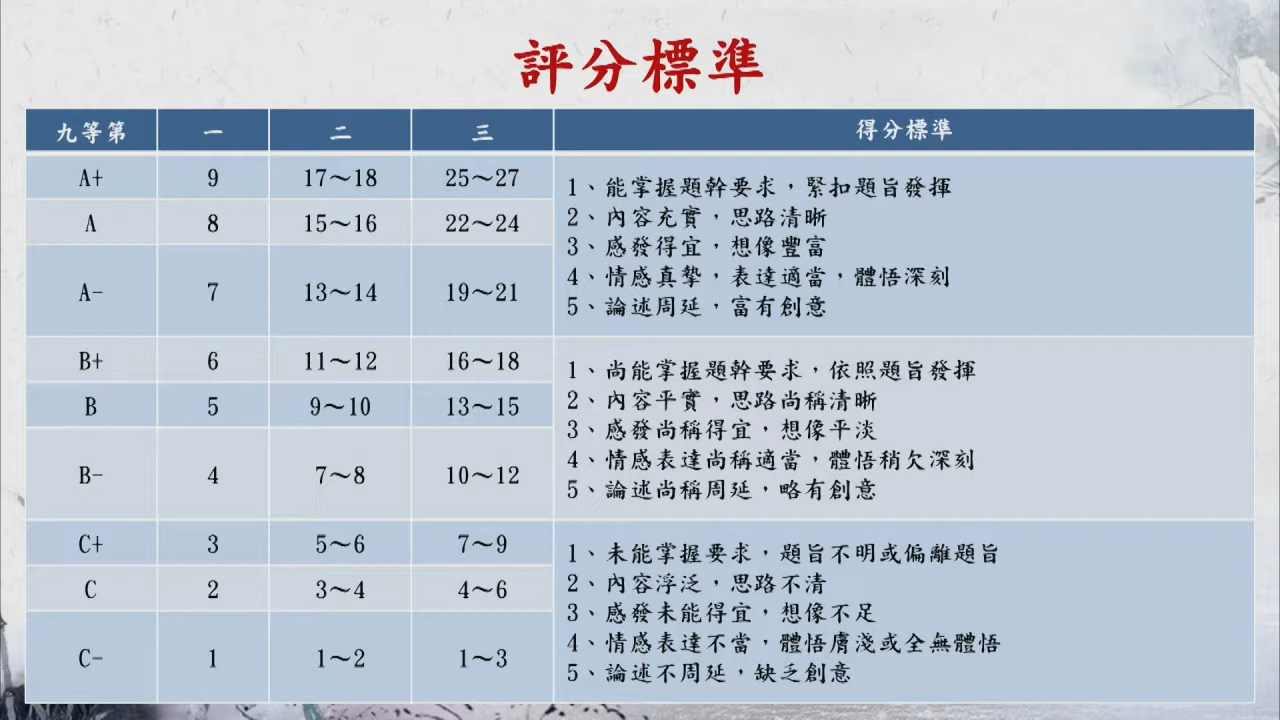 評分標準
九等第 一 二 三 得分標準
A+ 9 17～18 25～27
A 8 15～16 22～24
A- 7 13～14 19～21
1、能掌握題幹要求，緊扣題旨發揮
2、內容充實，思路清晰
3、感發得宜，想像豐富
4、情感真摯，表達適當，體悟深刻
5、論述周延，富有創意
B+ 6 11～12 16～18
B 5 9～10 13～15
B- 4 7～8 10～12
1、尚能掌握題幹要求，依照題旨發揮
2、內容平實，思路尚稱清晰
3、感發尚稱得宜，想像平淡
4、情感表達尚稱適當，體悟稍欠深刻
5、論述尚稱周延，略有創意
C+ 3 5～6 7～9
C 2 3～4 4～6
C- 1 1～2 1～3
1、未能掌握要求，題旨不明或偏離題旨
2、內容浮泛，思路不清
3、感發未能得宜，想像不足
4、情感表達不當，體悟膚淺或全無體悟
5、論述不周延，缺乏創意